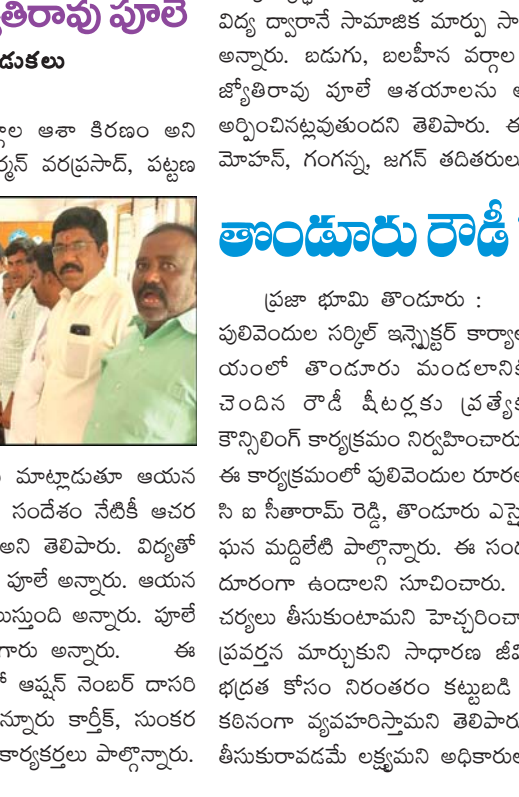 తిరావు పూలే
డుకలు
ల ఆశా కిరణం అని
ర్మన్ వరప్రసాద్, పట్టణ
మాట్లాడుతూ ఆయన
సందేశం నేటికీ ఆచర
అని తెలిపారు. విద్యతో
పూలే అన్నారు. ఆయన
స్తుంది అన్నారు. పూలే
గారు అన్నారు. ఈ
ఆప్షన్ నెంబర్ దాసరి
న్నూరు కార్తీక్, సుంకర
కార్యకర్తలు పాల్గొన్నారు.
విద్య ద్వారానే సామాజిక మార్పు సా
అన్నారు. బడుగు, బలహీన వర్గాల
జ్యోతిరావు పూలే ఆశయాలను
అర్పించినట్లవుతుందని తెలిపారు. ఈ
మోహన్, గంగన్న, జగన్ తదితరులు
తొండూరు రౌడీ
ప్రజా భూమి తొండూరు :
పులివెందుల సర్కిల్ ఇన్స్పెక్టర్ కార్యాల
యంలో తొండూరు మండలానికి
చెందిన రౌడీ షీటర్లకు ప్రత్యేక
కౌన్సిలింగ్ కార్యక్రమం నిర్వహించారు
ఈ కార్యక్రమంలో పులివెందుల రూరల్
సి ఐ సీతారామ్ రెడ్డి, తొండూరు ఎస్సై
ఘన మద్దిలేటి పాల్గొన్నారు. ఈ సం
దూరంగా ఉండాలని సూచించారు.
చర్యలు తీసుకుంటామని హెచ్చరించా
ప్రవర్తన మార్చుకుని సాధారణ జీవి
భద్రత కోసం నిరంతరం కట్టుబడి
కఠినంగా వ్యవహరిస్తామని తెలిపారు
తీసుకురావడమే లక్ష్యమని అధికారుల